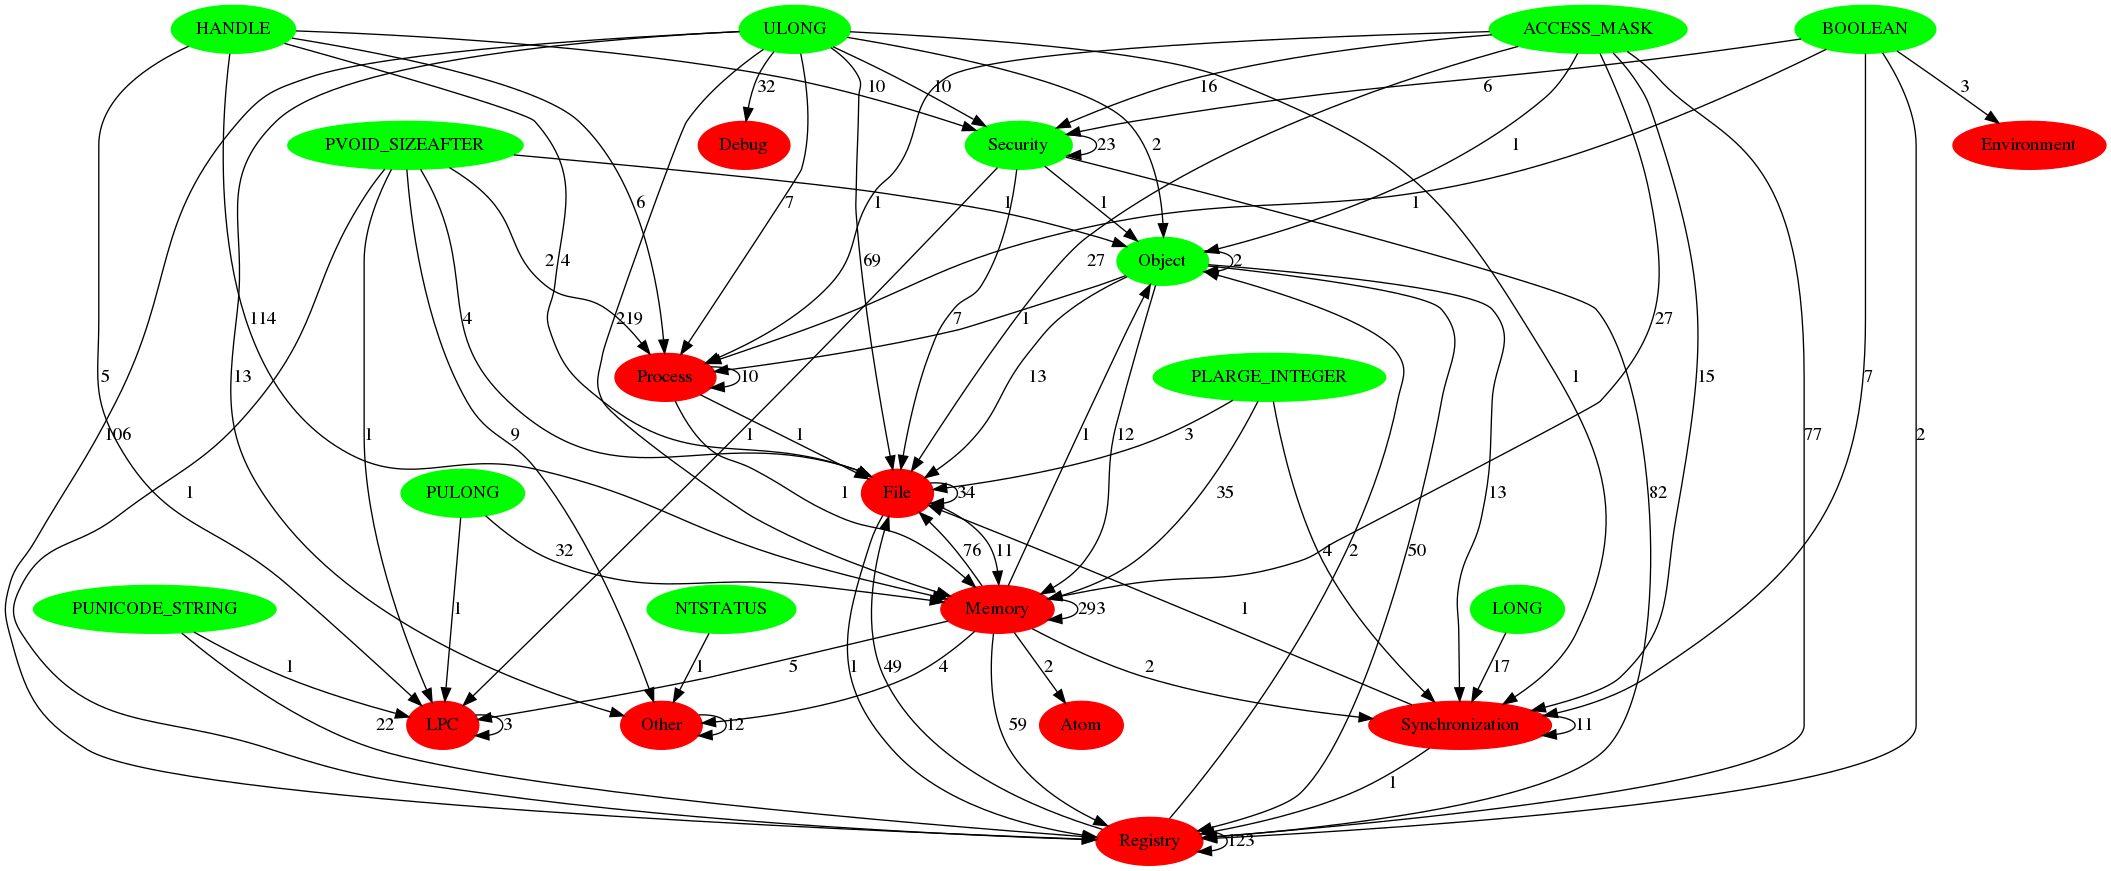 HANDLE ULONG ACCESS_MASK BOOLEAN
32 10 10 16 6 3
PVOID_SIZEAFTER Debug Security 23 2 1 Environment
6 7 1 1 1 1
2 4 69 27 Object 2
114 219 7 1 27
5 13 Process 10 13 PLARGE_INTEGER 1 15 7
106 1 9 1 1 12 3 77 2
1 PULONG 1 File 34 35 13 82
32 76 11 4 2 50
PUNICODE_STRING 1 NTSTATUS Memory 293 1 LONG
1 1 5 4 1 49 59 2 2 17
22 LPC 3 Other 12 Atom Synchronization 11
1
Registry 123